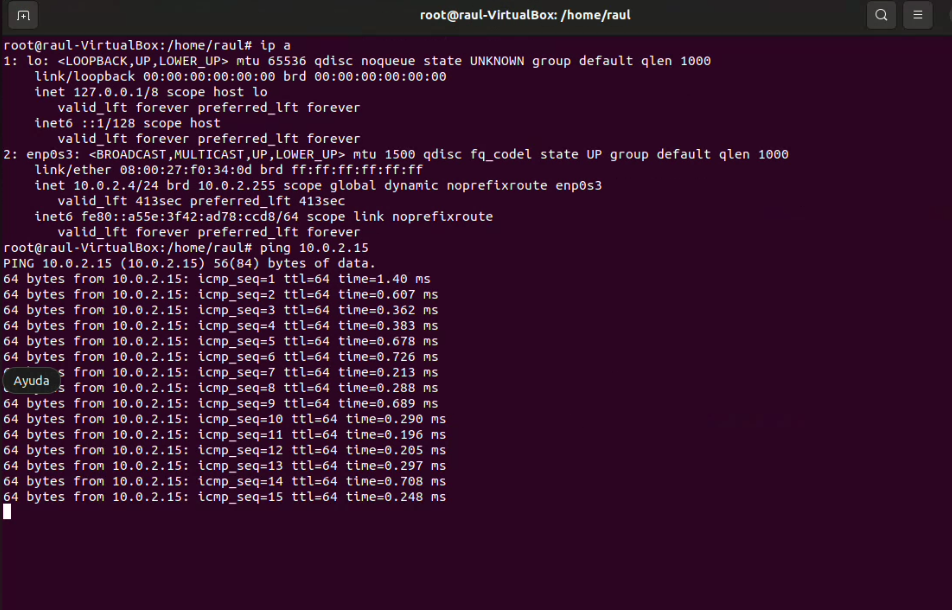 root@raul-VirtualBox: /home/raul
root@raul-VirtualBox:/home/raul# ip a
1: lo: <LOOPBACK,UP,LOWER_UP> mtu 65536 qdisc noqueue state UNKNOWN group default qlen 1000
    link/loopback 00:00:00:00:00:00 brd 00:00:00:00:00:00
    inet 127.0.0.1/8 scope host lo
       valid_lft forever preferred_lft forever
    inet6 ::1/128 scope host
       valid_lft forever preferred_lft forever
2: enp0s3: <BROADCAST,MULTICAST,UP,LOWER_UP> mtu 1500 qdisc fq_codel state UP group default qlen 1000
    link/ether 08:00:27:f0:34:0d brd ff:ff:ff:ff:ff:ff
    inet 10.0.2.4/24 brd 10.0.2.255 scope global dynamic noprefixroute enp0s3
       valid_lft 413sec preferred_lft 413sec
    inet6 fe80::a55e:3f42:ad78:ccd8/64 scope link noprefixroute
       valid_lft forever preferred_lft forever
root@raul-VirtualBox:/home/raul# ping 10.0.2.15
PING 10.0.2.15 (10.0.2.15) 56(84) bytes of data.
64 bytes from 10.0.2.15: icmp_seq=1 ttl=64 time=1.40 ms
64 bytes from 10.0.2.15: icmp_seq=2 ttl=64 time=0.607 ms
64 bytes from 10.0.2.15: icmp_seq=3 ttl=64 time=0.362 ms
64 bytes from 10.0.2.15: icmp_seq=4 ttl=64 time=0.383 ms
64 bytes from 10.0.2.15: icmp_seq=5 ttl=64 time=0.678 ms
64 bytes from 10.0.2.15: icmp_seq=6 ttl=64 time=0.726 ms
64 bytes from 10.0.2.15: icmp_seq=7 ttl=64 time=0.213 ms
Ayuda
64 bytes from 10.0.2.15: icmp_seq=8 ttl=64 time=0.288 ms
64 bytes from 10.0.2.15: icmp_seq=9 ttl=64 time=0.689 ms
64 bytes from 10.0.2.15: icmp_seq=10 ttl=64 time=0.290 ms
64 bytes from 10.0.2.15: icmp_seq=11 ttl=64 time=0.196 ms
64 bytes from 10.0.2.15: icmp_seq=12 ttl=64 time=0.205 ms
64 bytes from 10.0.2.15: icmp_seq=13 ttl=64 time=0.297 ms
64 bytes from 10.0.2.15: icmp_seq=14 ttl=64 time=0.708 ms
64 bytes from 10.0.2.15: icmp_seq=15 ttl=64 time=0.248 ms